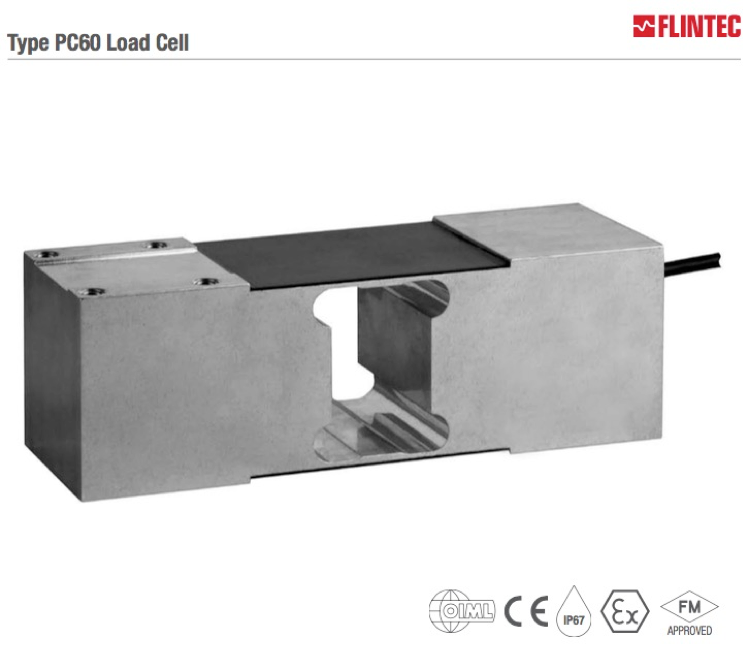 FLINTEC
Type PC60 Load Cell
OIML
CE
IP67
Ex
FM
APPROVED